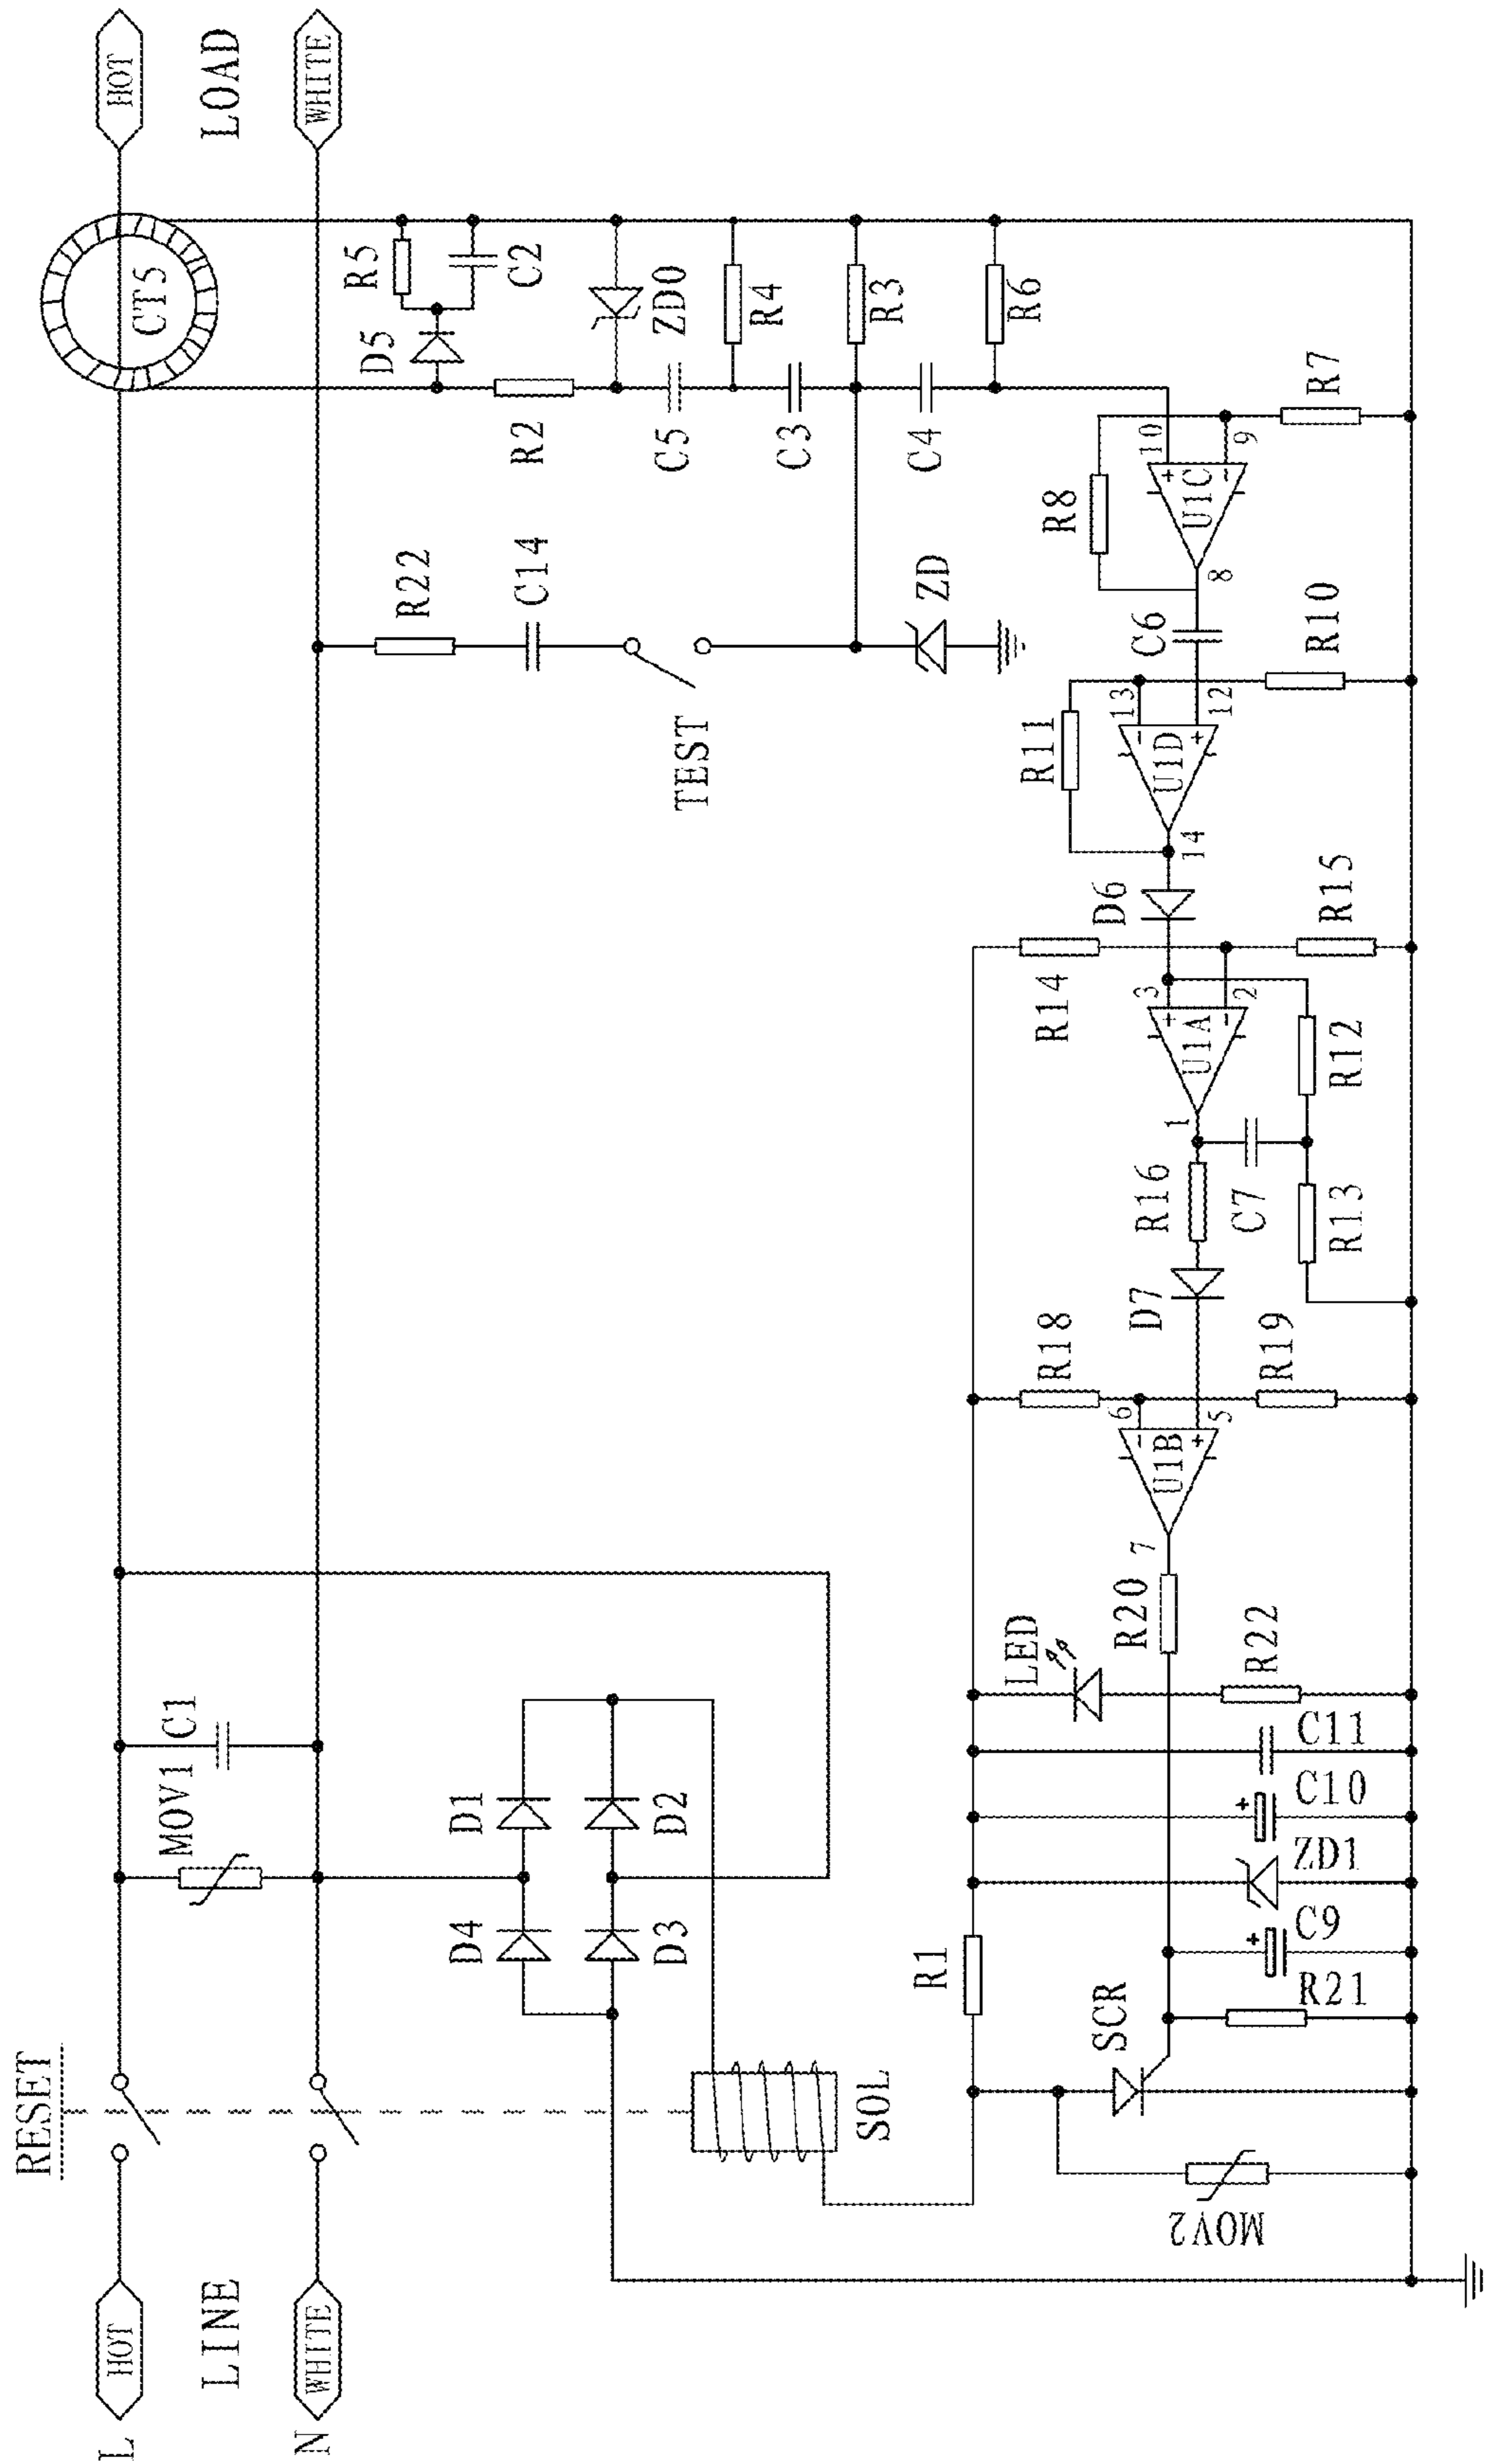 RESET
L
HOT
LINE
N
WHITE
MOV1
C1
D4
D1
D3
D2
SOL
CT5
HOT
LOAD
WHITE
R22
C14
TEST
D5
R5
C2
R2
ZD0
C5
R4
C3
R3
ZD
C4
R6
R1
SCR
MOV2
R21
C9
ZD1
C10
C11
LED
R22
R20
7
U1B
-
+
6
5
R18
R19
D7
R16
C7
R13
R12
1
U1A
+
-
3
2
R14
R15
D6
14
R11
U1D
-
+
13
12
R10
C6
8
R8
U1C
+
-
10
9
R7
+
+